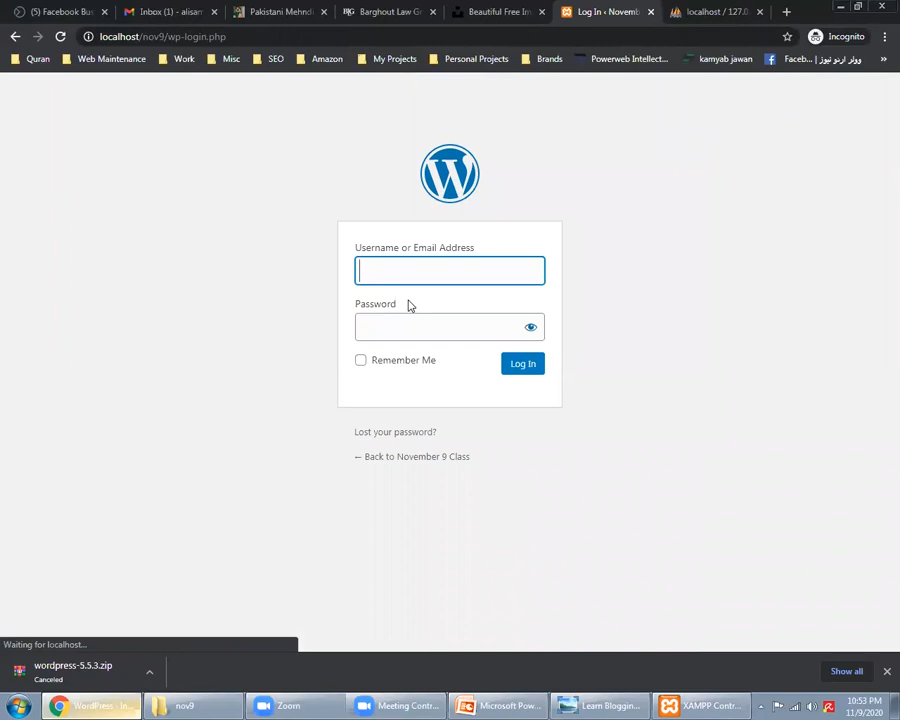 (5) Facebook Bus
Inbox (1) - alisam
Pakistani Mehndi
BG Barghout Law Gr
Beautiful Free Im
Log In ‹ Novemb
localhost / 127.0
localhost/nov9/wp-login.php
Incognito
Quran
Web Maintenance
Work
Misc
SEO
Amazon
My Projects
Personal Projects
Brands
Powerweb Intellect...
kamyab jawan
Faceb... | وولر اردو نیوز
»
W
Username or Email Address
Password
Remember Me
Log In
Lost your password?
← Back to November 9 Class
Waiting for localhost...
wordpress-5.5.3.zip
Canceled
Show all
WordPress - In...
nov9
Zoom
Meeting Contr...
Microsoft Pow...
Learn Bloggin...
XAMPP Contr...
10:53 PM
11/9/2020